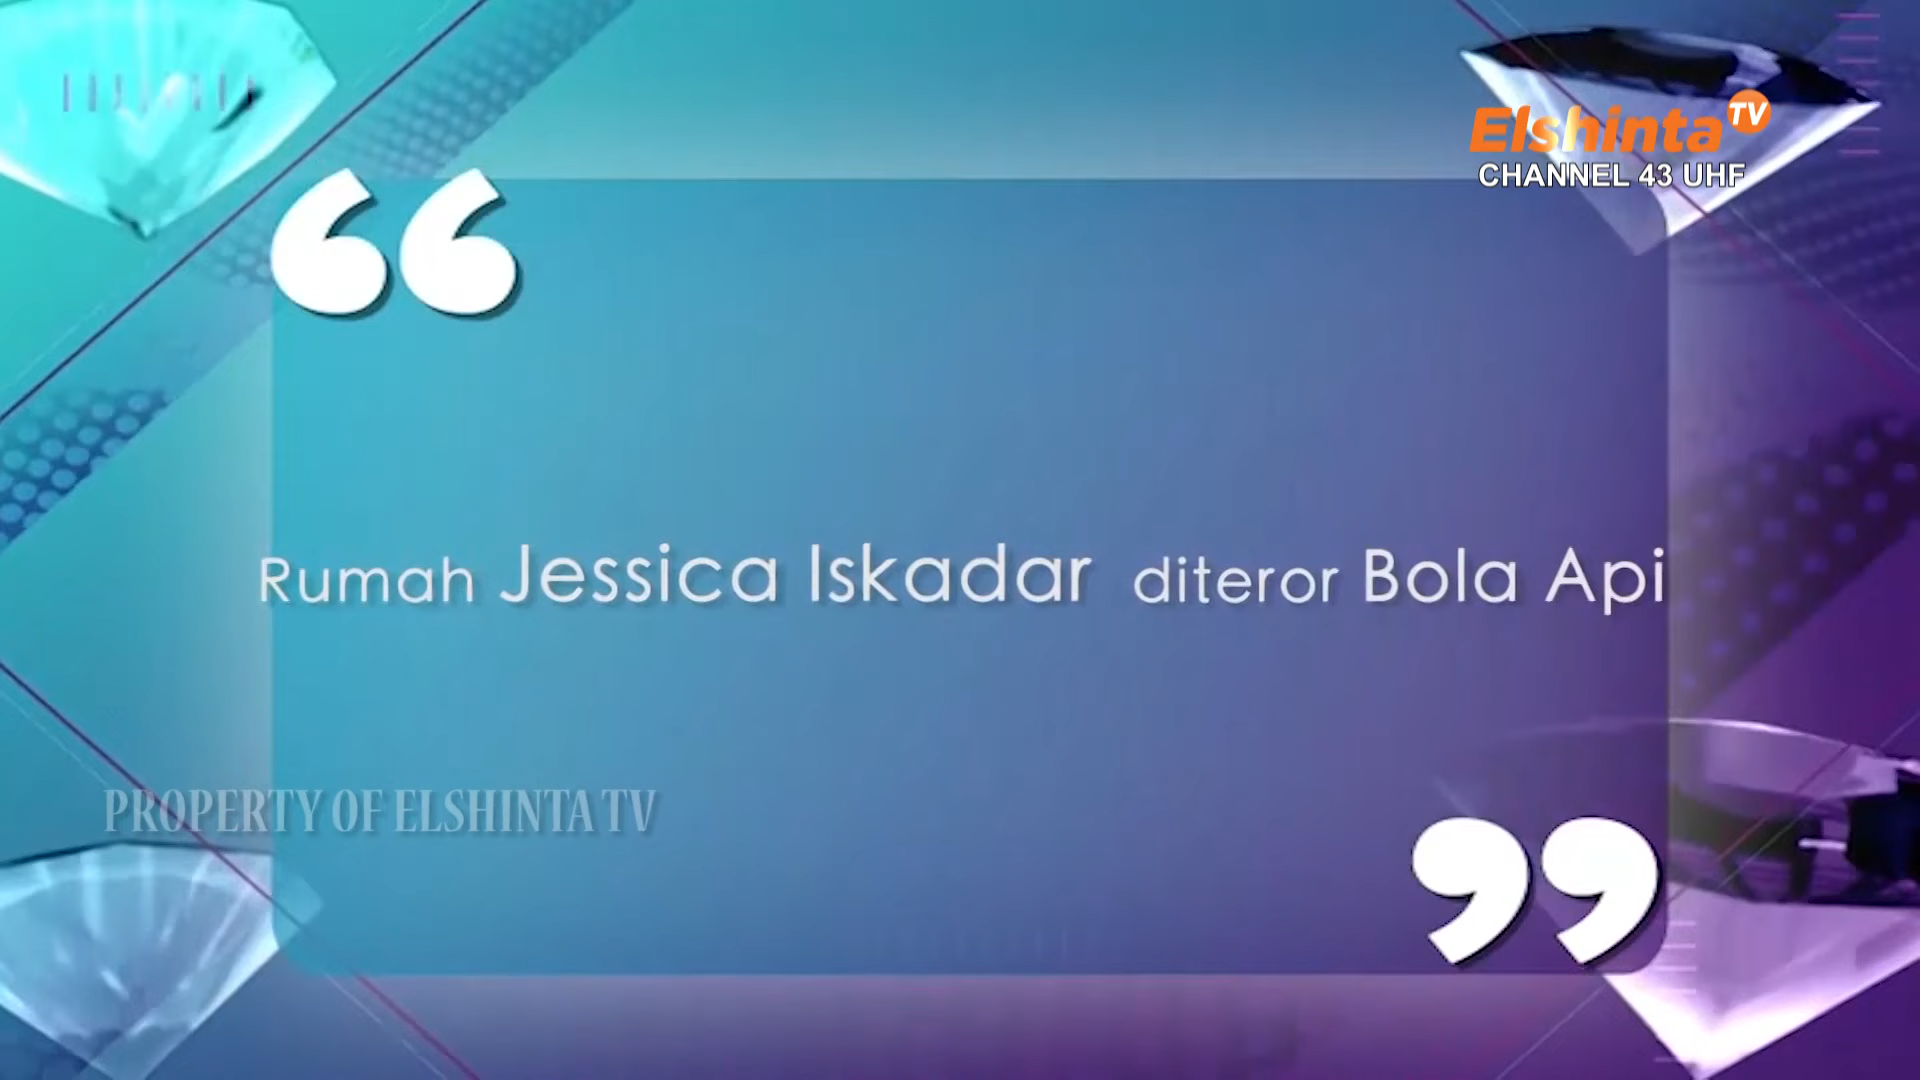 Elshinta TV
CHANNEL 43 UHF
“
Rumah Jessica Iskadar diteror Bola Api
PROPERTY OF ELSHINTA TV
”